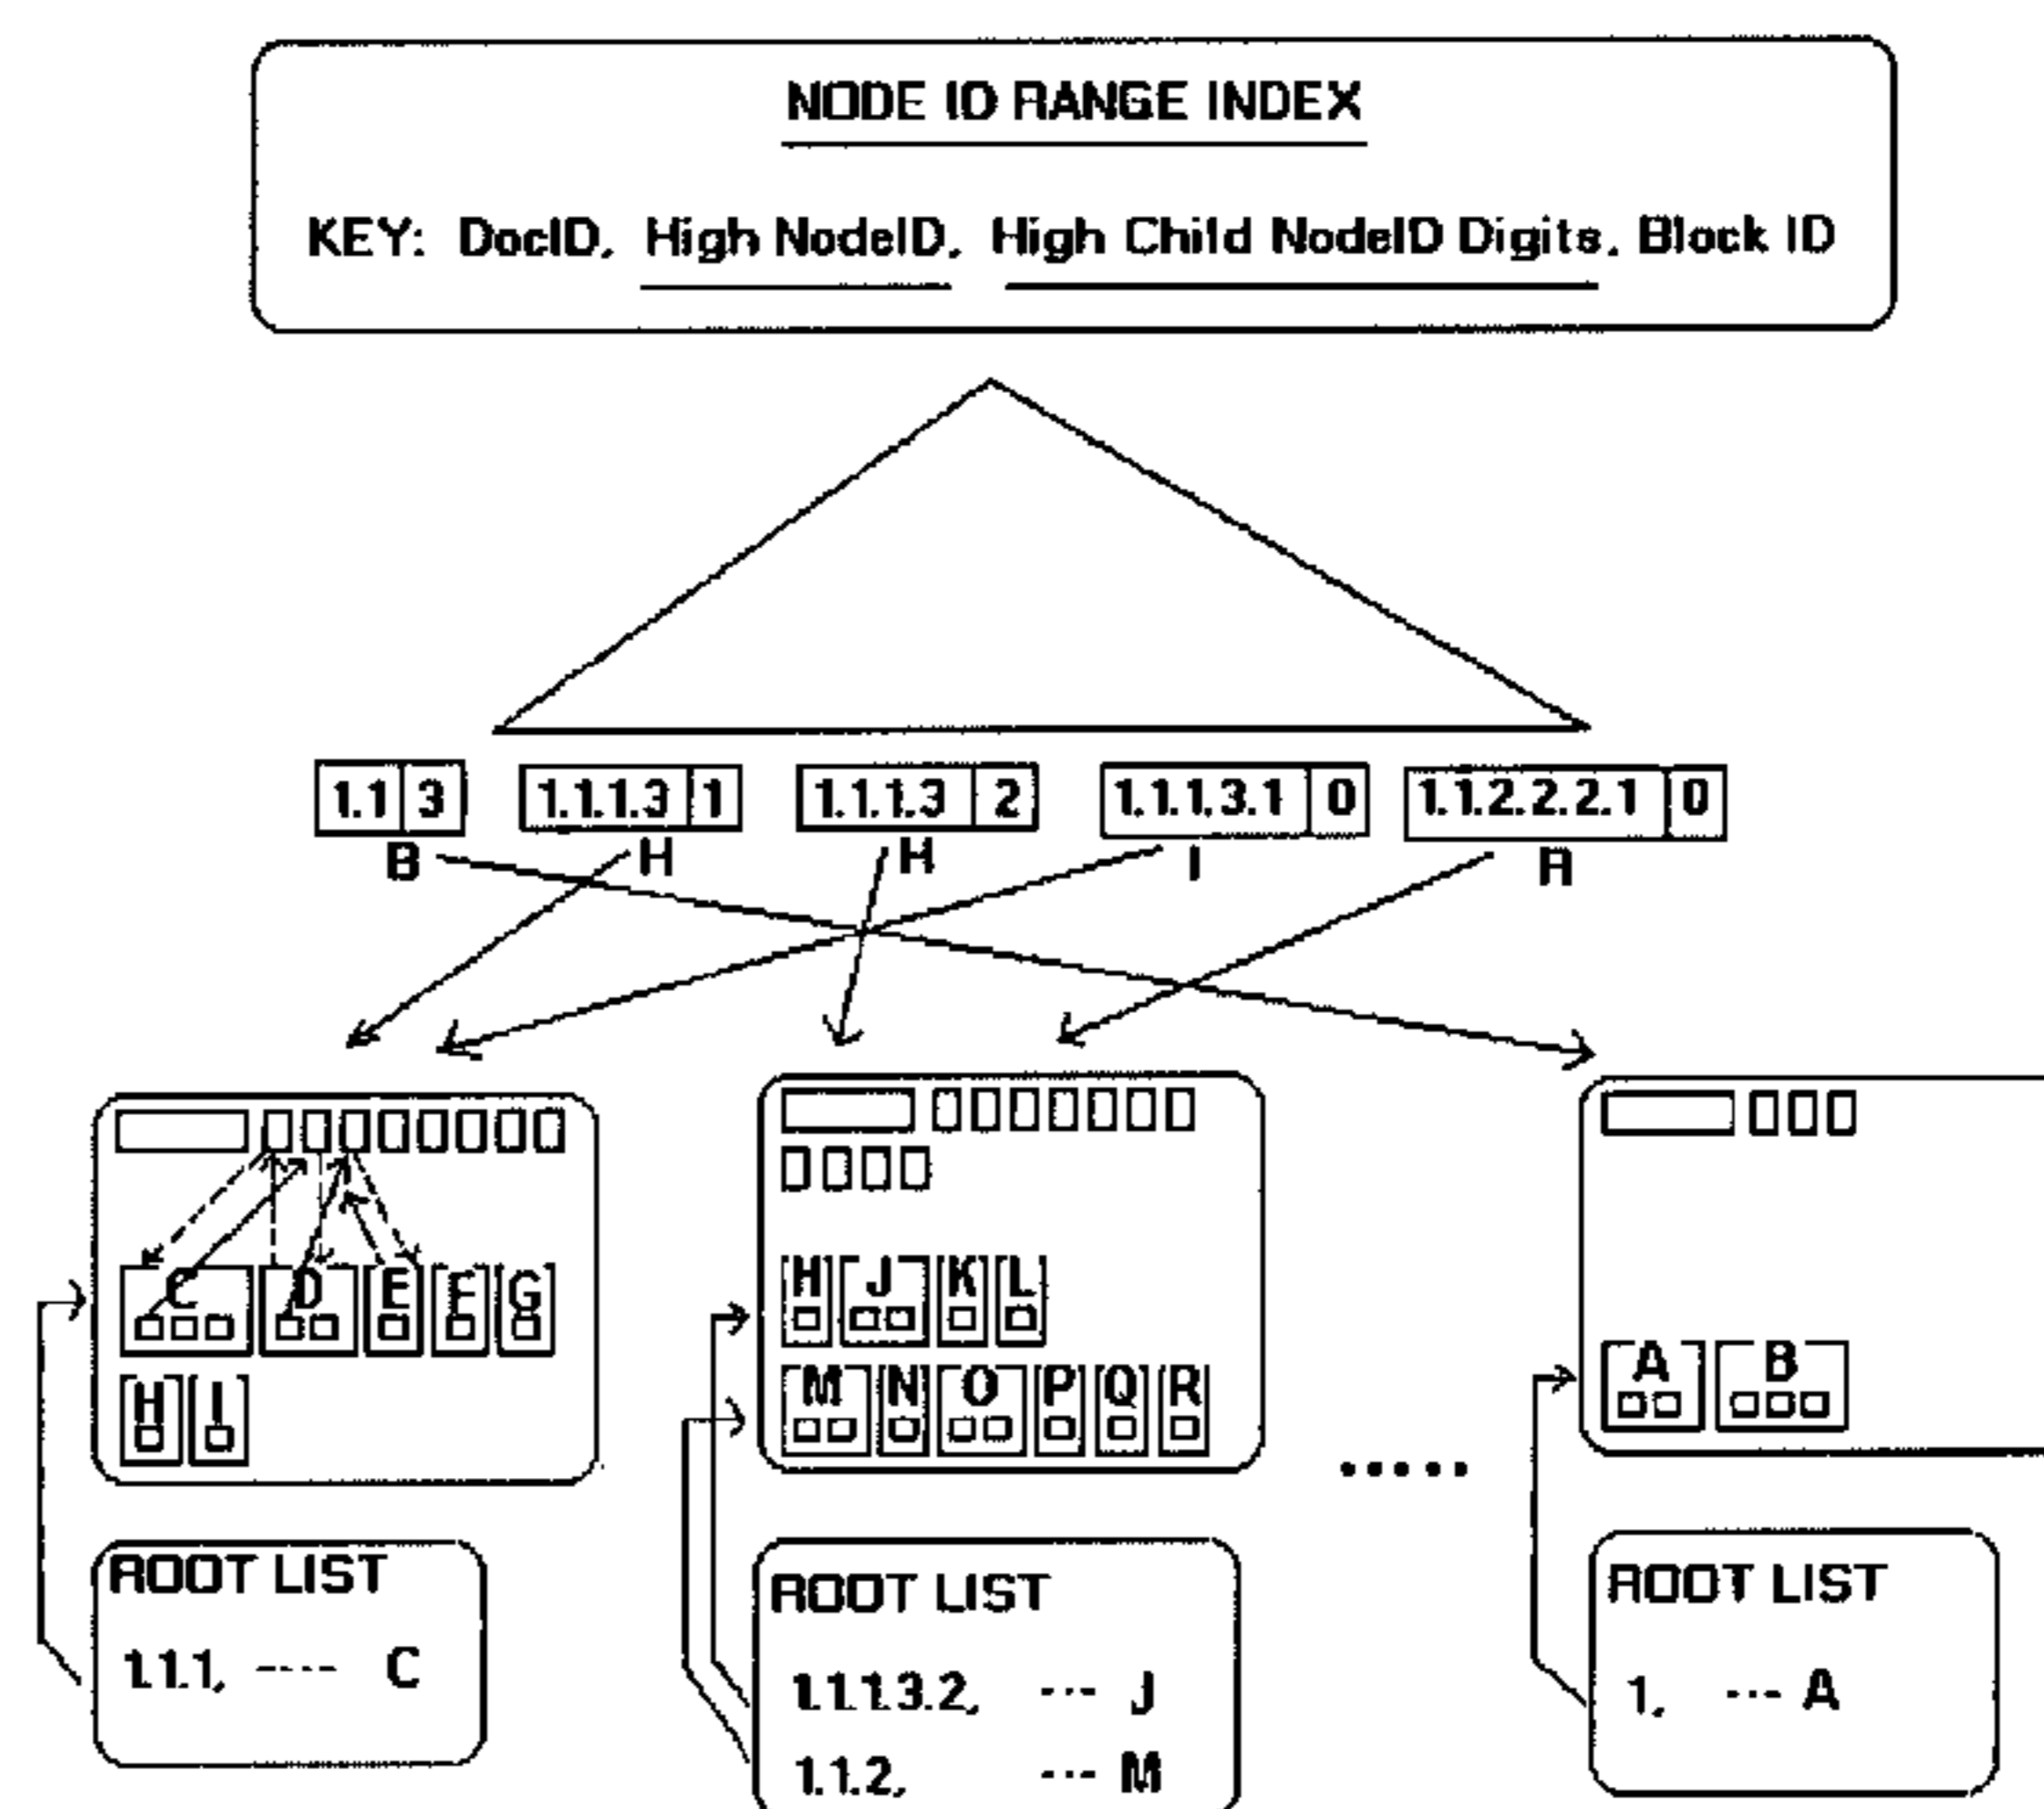 NODE ID RANGE INDEX
KEY: DocID, High NodeID, High Child NodeID Digits, Block ID
1.1 3 1.1.1.3 1 1.1.1.3 2 1.1.1.3.1 0 1.1.2.2.2.1 0
B H H I R
C D E F G
H I
H J K L
M N O P Q R
A B
ROOT LIST
1.1.1, ---- C
ROOT LIST
1.1.1.3.2, --- J
1.1.2, --- M
ROOT LIST
1, --- A